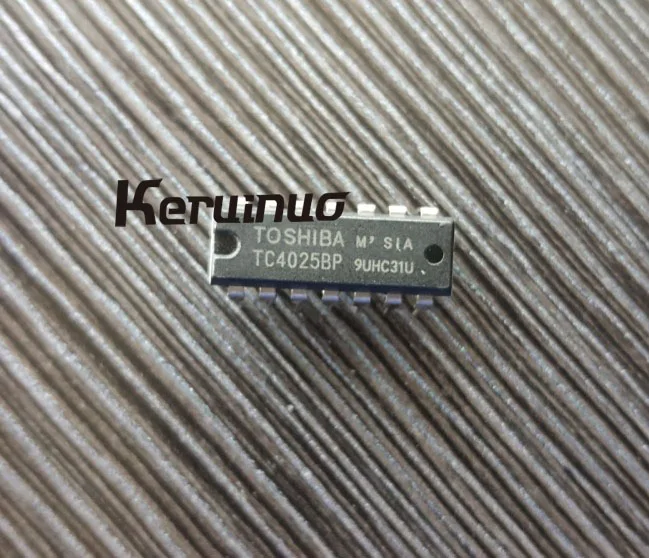 Keruinuo
TOSHIBA M'SIA
TC4025BP 9UHC31U